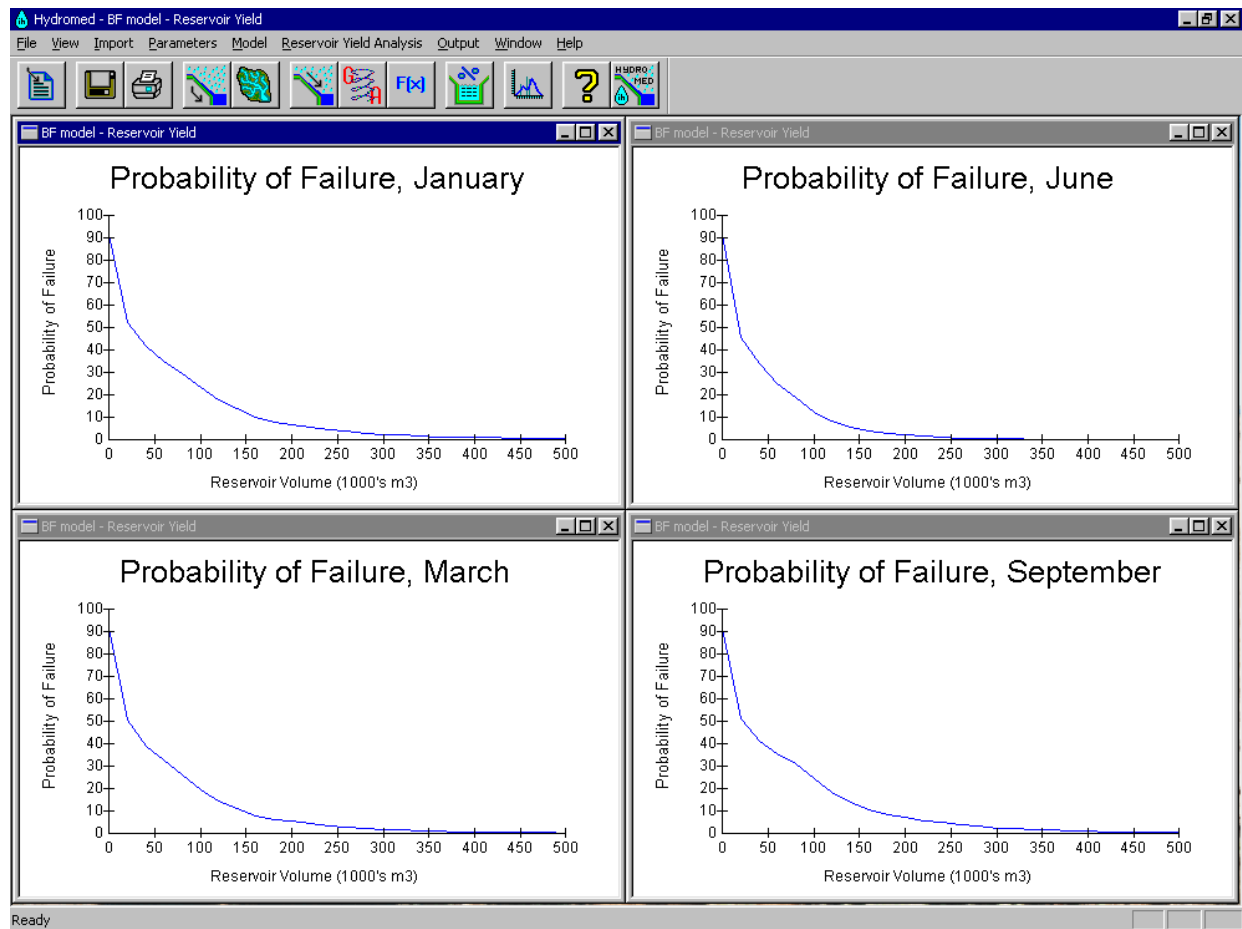 Hydromed - BF model - Reservoir Yield
File View Import Parameters Model Reservoir Yield Analysis Output Window Help
G A F(x) % ? HYDRO MED ih
BF model - Reservoir Yield
Probability of Failure, January
Probability of Failure
100
90
80
70
60
50
40
30
20
10
0
0 50 100 150 200 250 300 350 400 450 500
Reservoir Volume (1000's m3)
BF model - Reservoir Yield
Probability of Failure, June
Probability of Failure
100
90
80
70
60
50
40
30
20
10
0
0 50 100 150 200 250 300 350 400 450 500
Reservoir Volume (1000's m3)
BF model - Reservoir Yield
Probability of Failure, March
Probability of Failure
100
90
80
70
60
50
40
30
20
10
0
0 50 100 150 200 250 300 350 400 450 500
Reservoir Volume (1000's m3)
BF model - Reservoir Yield
Probability of Failure, September
Probability of Failure
100
90
80
70
60
50
40
30
20
10
0
0 50 100 150 200 250 300 350 400 450 500
Reservoir Volume (1000's m3)
Ready